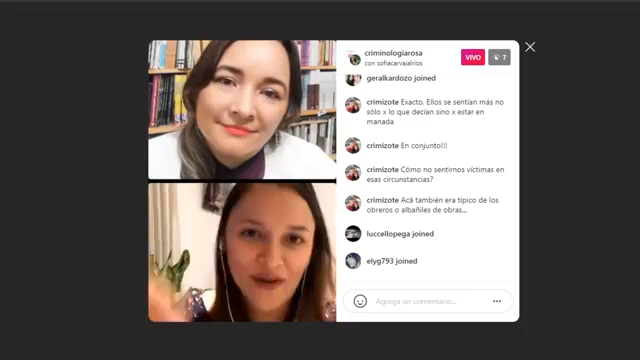 criminologiarosa
con sofiacarvajalrios
VIVO
7
geralkardozo joined
crimizote Exacto. Ellos se sentían más no
sólo x lo que decían sino x estar en
manada
crimizote En conjunto!!!
crimizote Cómo no sentirnos víctimas en
esas circunstancias?
crimizote Acá también era típico de los
obreros o albañiles de obras...
luccellopega joined
elyg793 joined
Agrega un comentario...